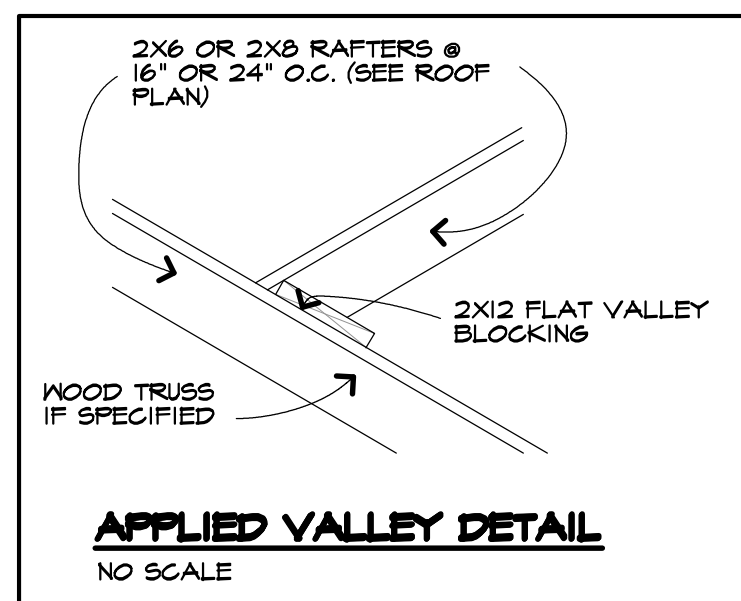 2X6 OR 2X8 RAFTERS @
16" OR 24" O.C. (SEE ROOF
PLAN)
2X12 FLAT VALLEY
BLOCKING
WOOD TRUSS
IF SPECIFIED
APPLIED VALLEY DETAIL
NO SCALE